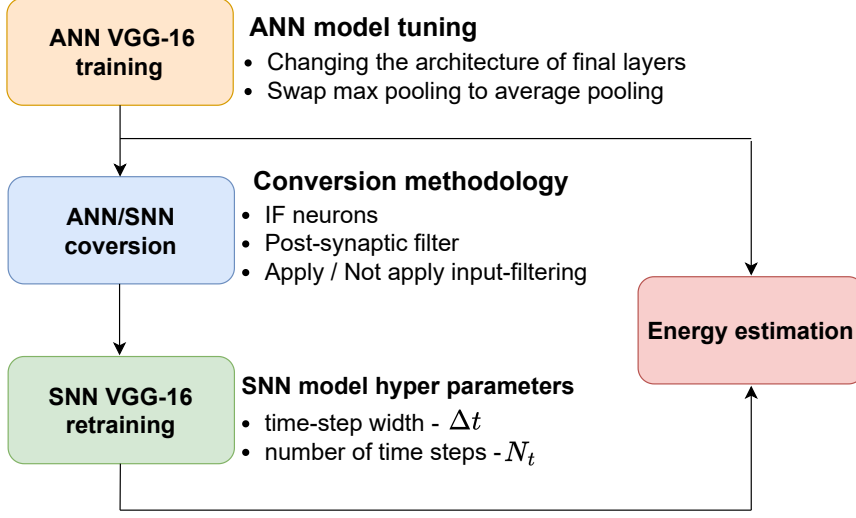 ANN VGG-16
training
ANN model tuning
• Changing the architecture of final layers
• Swap max pooling to average pooling
ANN/SNN
coversion
Conversion methodology
• IF neurons
• Post-synaptic filter
• Apply / Not apply input-filtering
Energy estimation
SNN VGG-16
retraining
SNN model hyper parameters
• time-step width - Δt
• number of time steps - N_t